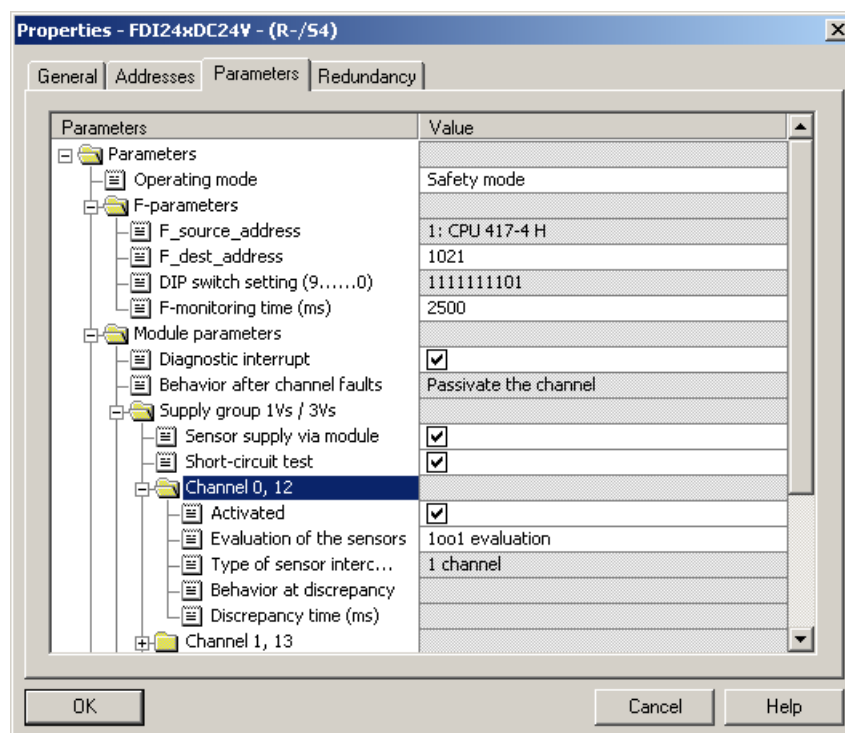 Properties - FDI24xDC24V - (R-/S4)
General Addresses Parameters Redundancy
Parameters Value
Parameters
Operating mode Safety mode
F-parameters
F_source_address 1: CPU 417-4 H
F_dest_address 1021
DIP switch setting (9......0) 1111111101
F-monitoring time (ms) 2500
Module parameters
Diagnostic interrupt
Behavior after channel faults Passivate the channel
Supply group 1Vs / 3Vs
Sensor supply via module
Short-circuit test
Channel 0, 12
Activated
Evaluation of the sensors 1oo1 evaluation
Type of sensor interc... 1 channel
Behavior at discrepancy
Discrepancy time (ms)
Channel 1, 13
OK Cancel Help